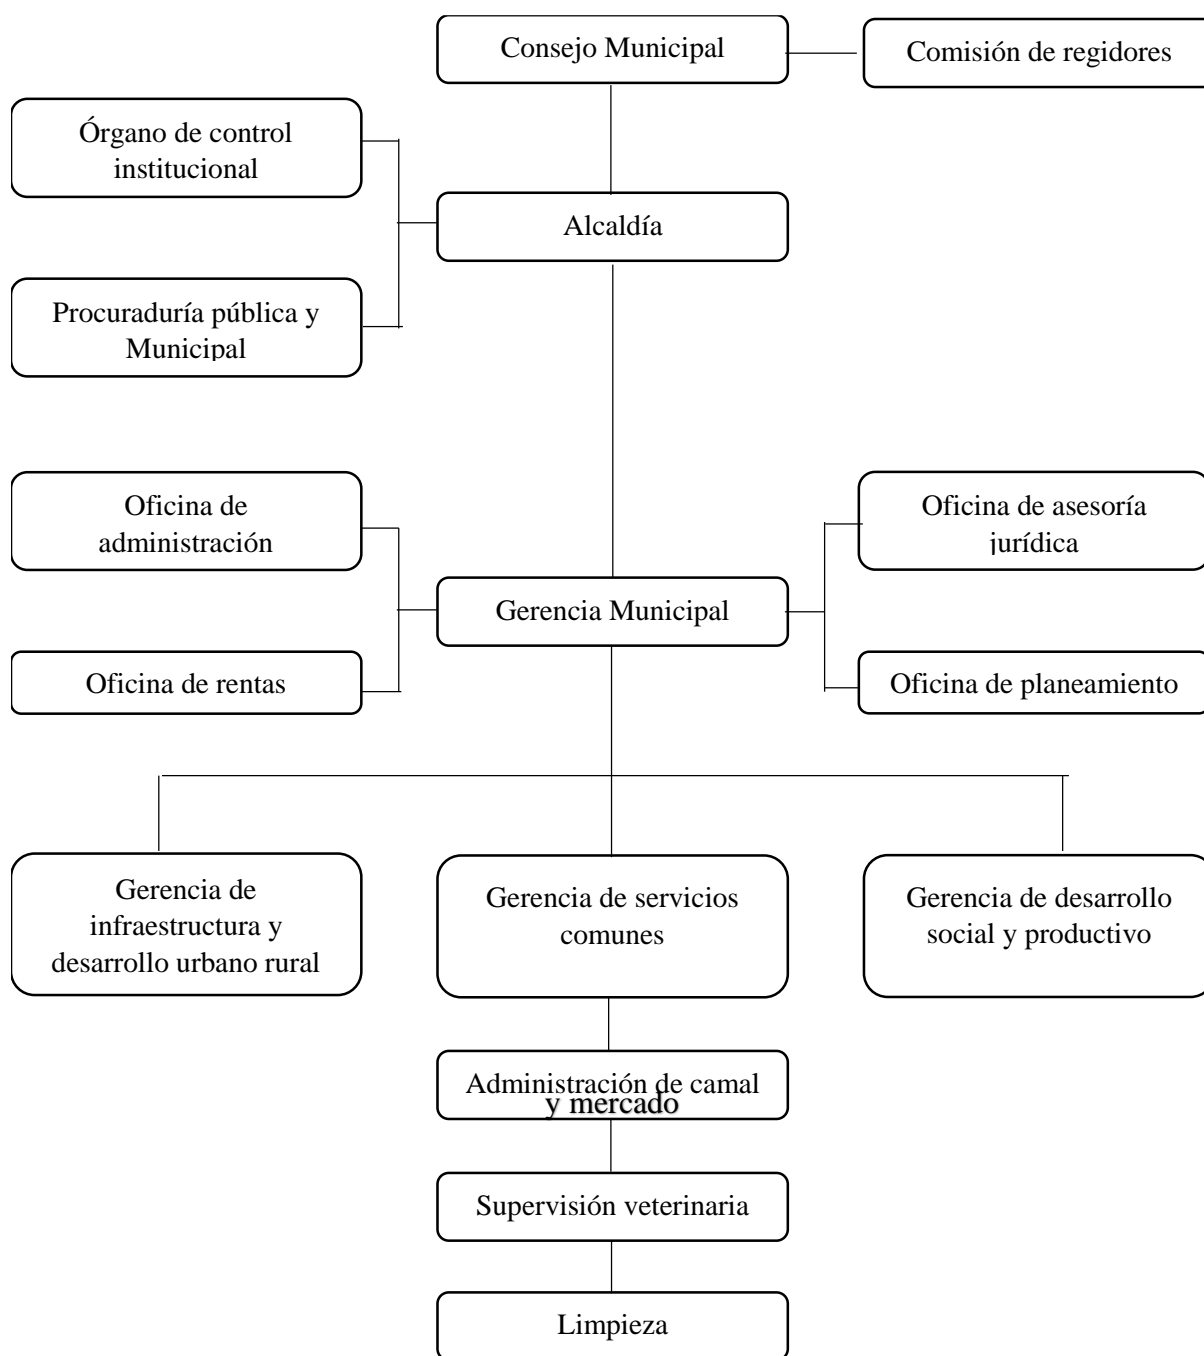 Consejo Municipal
Comisión de regidores
Órgano de control
institucional
Alcaldía
Procuraduría pública y
Municipal
Oficina de
administración
Oficina de asesoría
jurídica
Gerencia Municipal
Oficina de rentas
Oficina de planeamiento
Gerencia de
infraestructura y
desarrollo urbano rural
Gerencia de servicios
comunes
Gerencia de desarrollo
social y productivo
Administración de camal
y mercado
Supervisión veterinaria
Limpieza